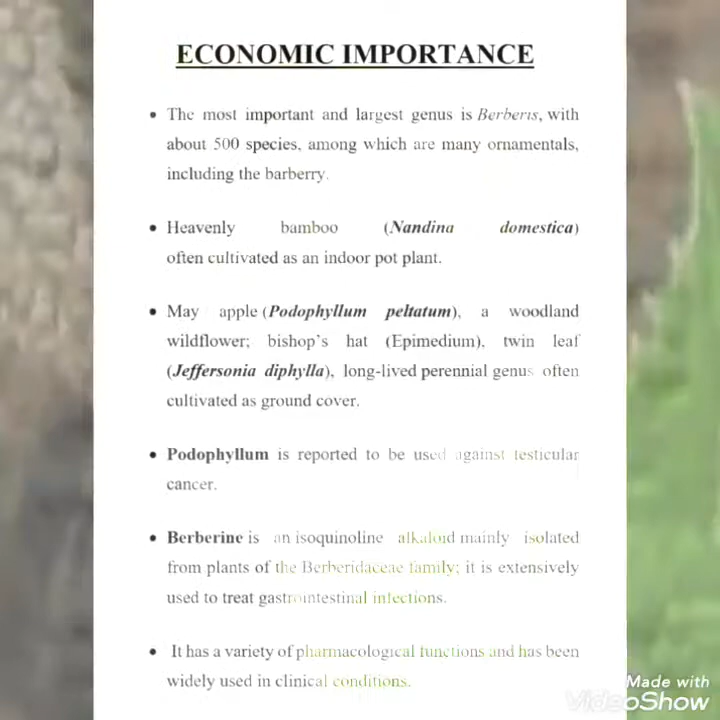 ECONOMIC IMPORTANCE
• The most important and largest genus is Berberis, with
about 500 species, among which are many ornamentals,
including the barberry.
• Heavenly bamboo (Nandina domestica)
often cultivated as an indoor pot plant.
• May apple (Podophyllum peltatum), a woodland
wildflower; bishop's hat (Epimedium), twin leaf
(Jeffersonia diphylla), long-lived perennial genus often
cultivated as ground cover.
• Podophyllum is reported to be used against testicular
cancer.
• Berberine is an isoquinoline alkaloid mainly isolated
from plants of the Berberidaceae family; it is extensively
used to treat gastrointestinal infections.
• It has a variety of pharmacological functions and has been
widely used in clinical conditions.
Made with
VideoShow